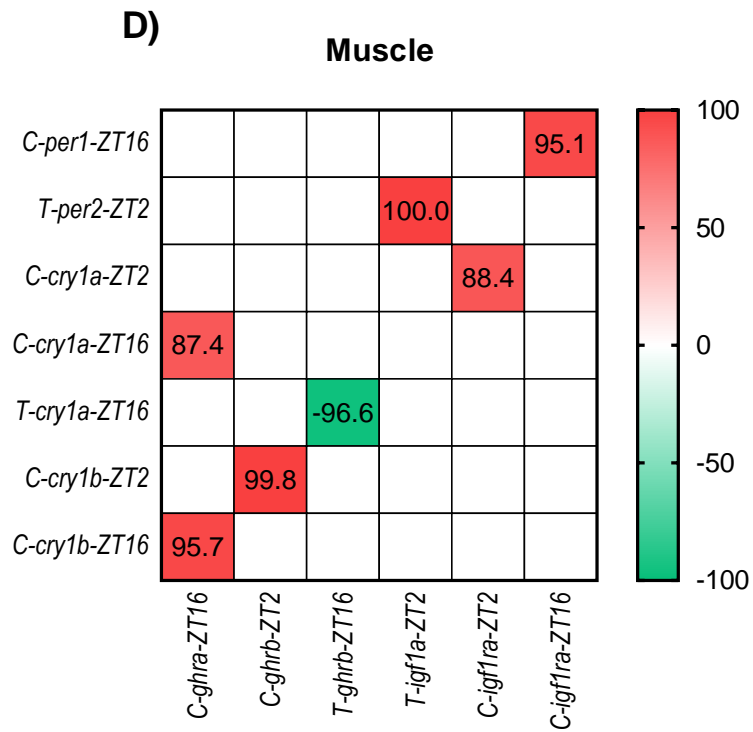 D)
Muscle
C-per1-ZT16
95.1
100
T-per2-ZT2
100.0
50
C-cry1a-ZT2
88.4
C-cry1a-ZT16
87.4
0
T-cry1a-ZT16
-96.6
-50
C-cry1b-ZT2
99.8
C-cry1b-ZT16
95.7
-100
C-ghra-ZT16
C-ghrb-ZT2
T-ghrb-ZT16
T-igf1a-ZT2
C-igf1ra-ZT2
C-igf1ra-ZT16